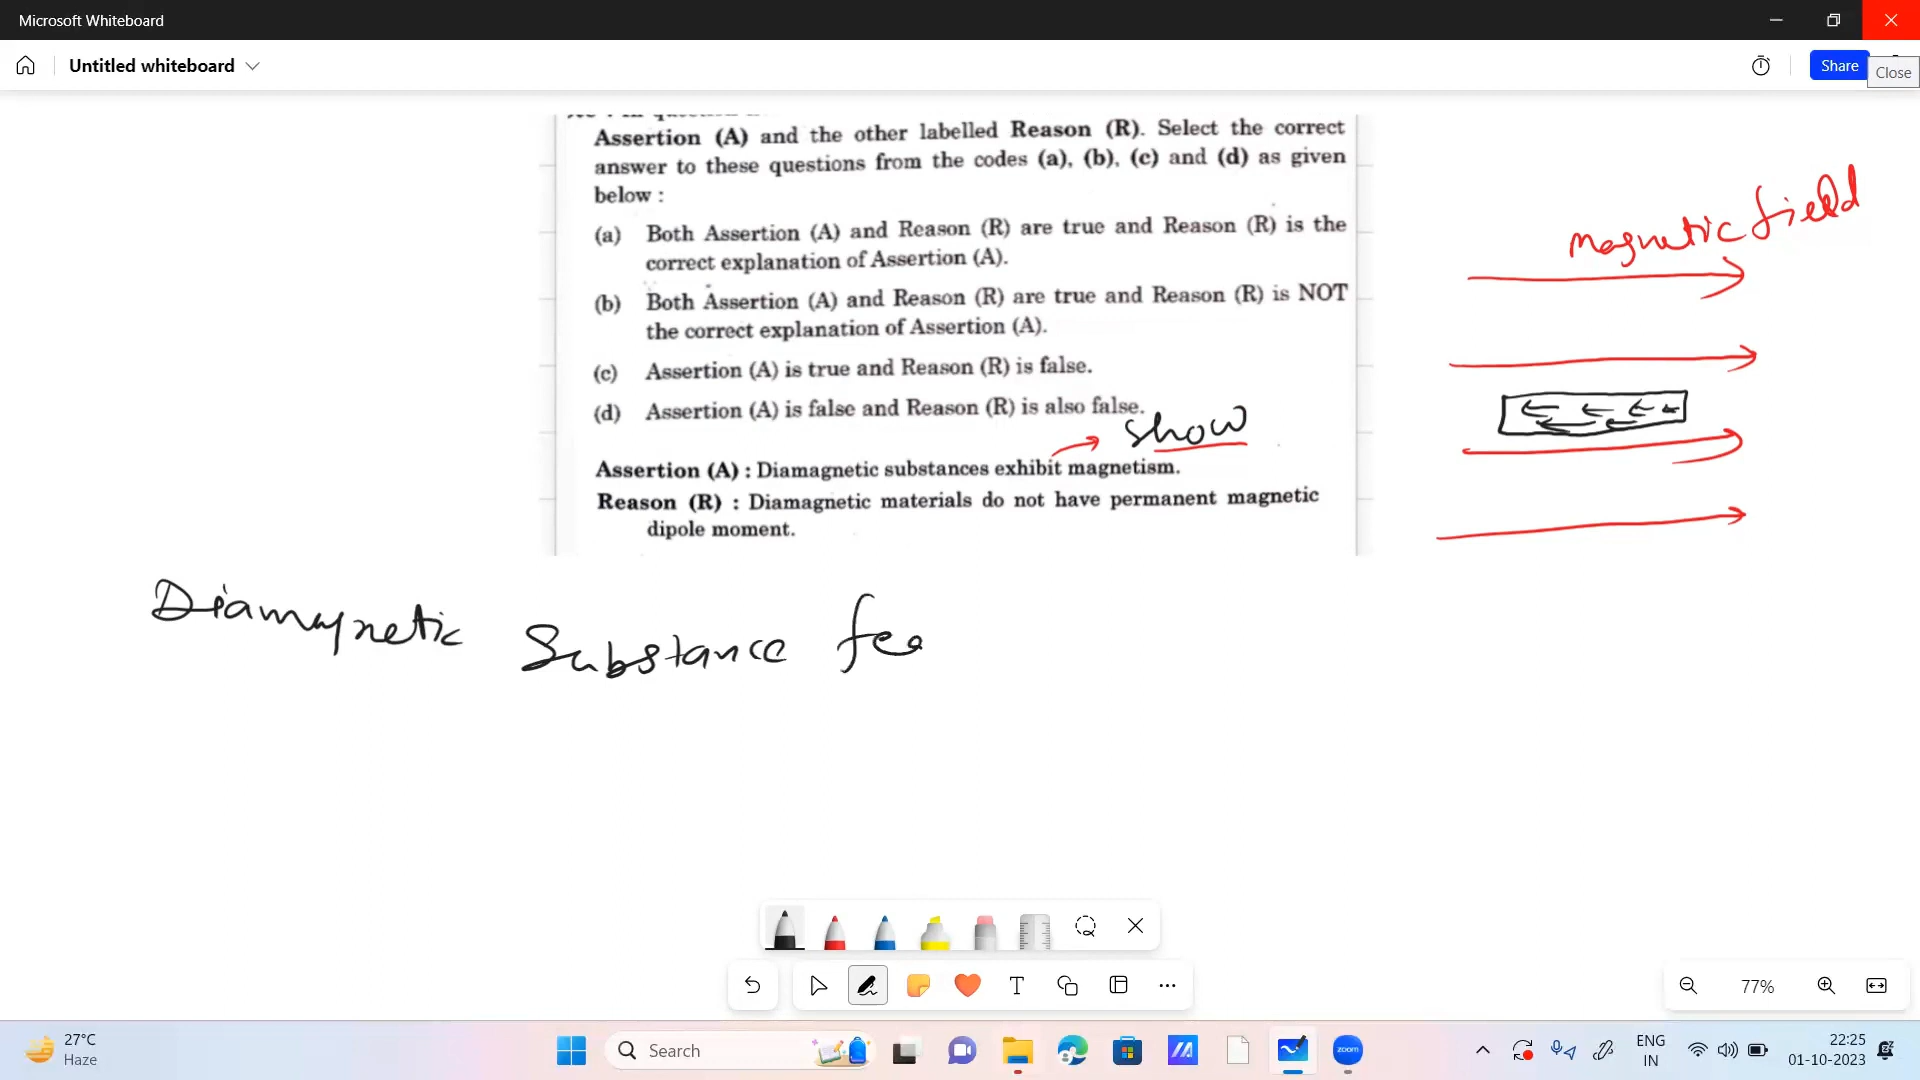 Microsoft Whiteboard
Untitled whiteboard
Share
Close
Assertion (A) and the other labelled Reason (R). Select the correct
answer to these questions from the codes (a), (b), (c) and (d) as given
below :
(a) Both Assertion (A) and Reason (R) are true and Reason (R) is the
correct explanation of Assertion (A).
(b) Both Assertion (A) and Reason (R) are true and Reason (R) is NOT
the correct explanation of Assertion (A).
(c) Assertion (A) is true and Reason (R) is false.
(d) Assertion (A) is false and Reason (R) is also false.
show
Assertion (A) : Diamagnetic substances exhibit magnetism.
Reason (R) : Diamagnetic materials do not have permanent magnetic
dipole moment.
magnetic field
Diamagnetic Substance fee
77%
27°C
Haze
Search
zoom
ENG
IN
22:25
01-10-2023